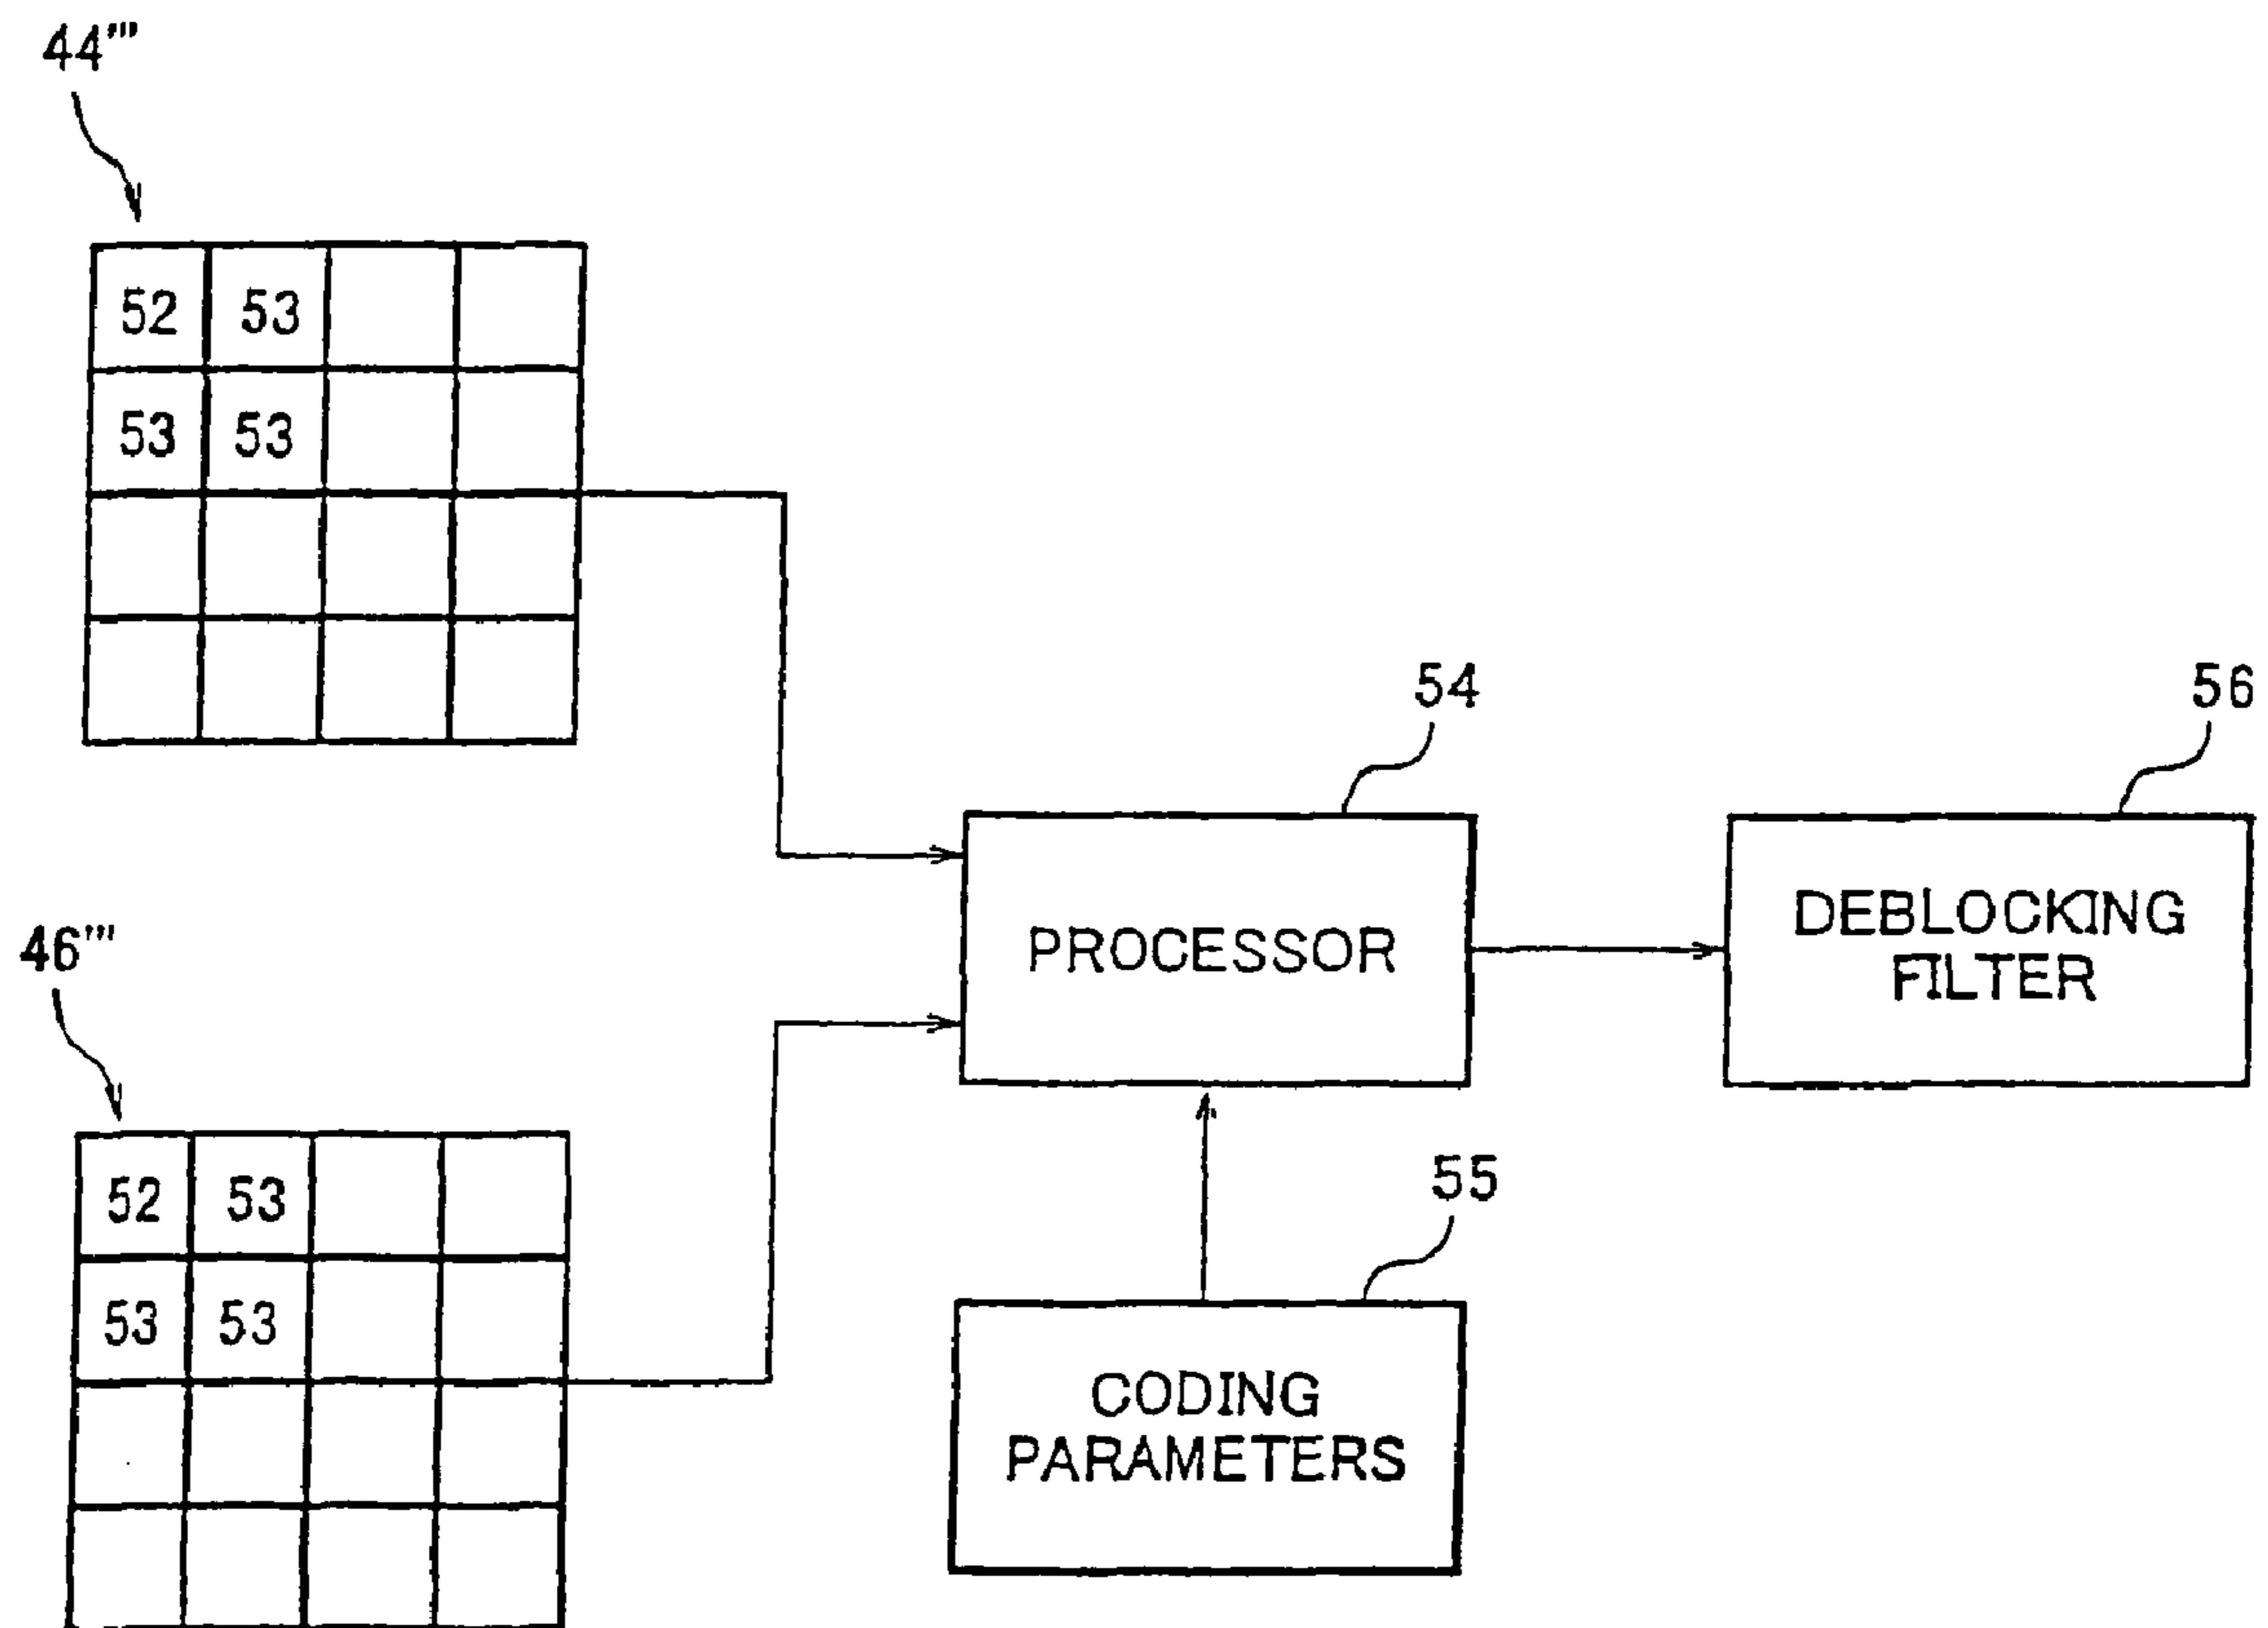 44'''
52 53
53 53
54
56
PROCESSOR
DEBLOCKING
FILTER
46'''
52 53
53 53
55
CODING
PARAMETERS